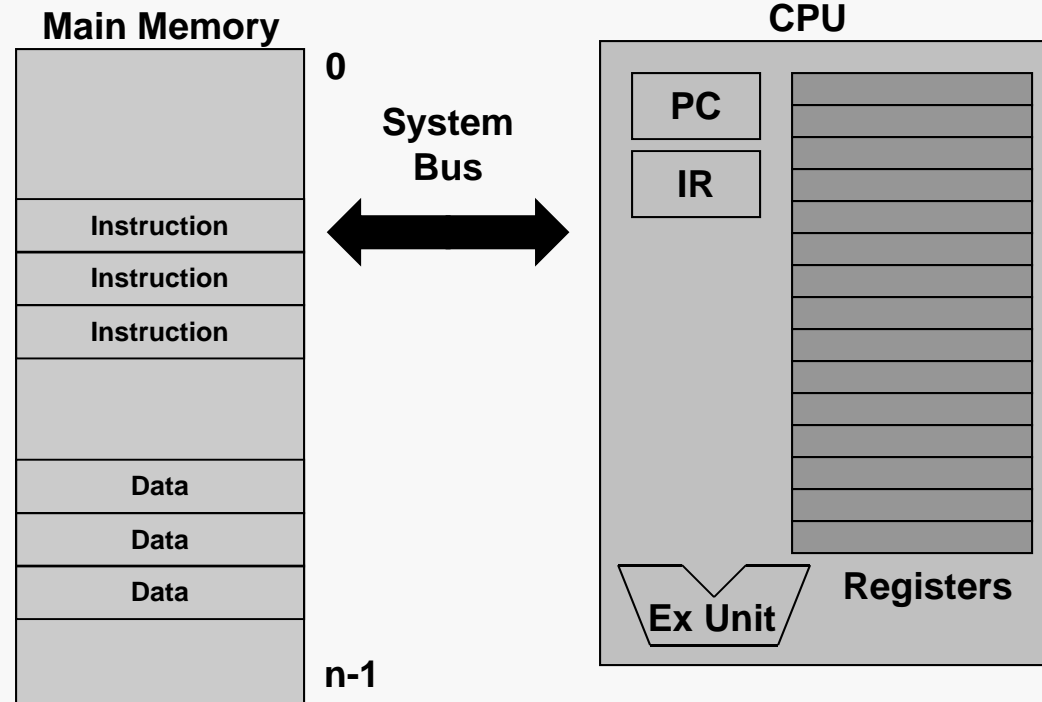 Main Memory
0
Instruction
Instruction
Instruction
Data
Data
Data
n-1
System
Bus
CPU
PC
IR
Ex Unit
Registers